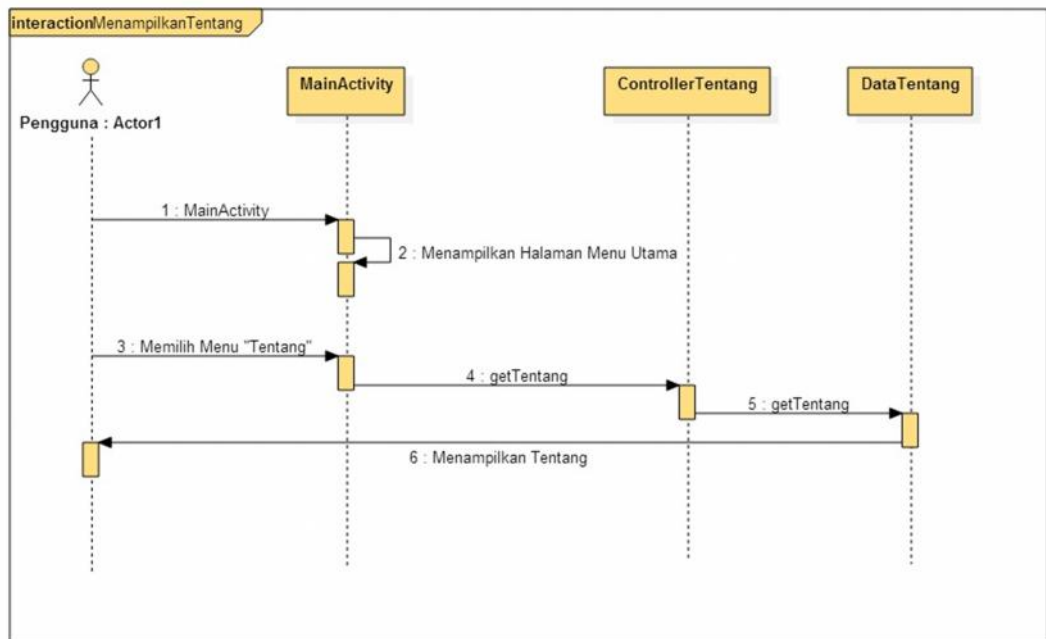 interactionMenampilkanTentang
Pengguna : Actor1
MainActivity
ControllerTentang
DataTentang
1 : MainActivity
2 : Menampilkan Halaman Menu Utama
3 : Memilih Menu "Tentang"
4 : getTentang
5 : getTentang
6 : Menampilkan Tentang